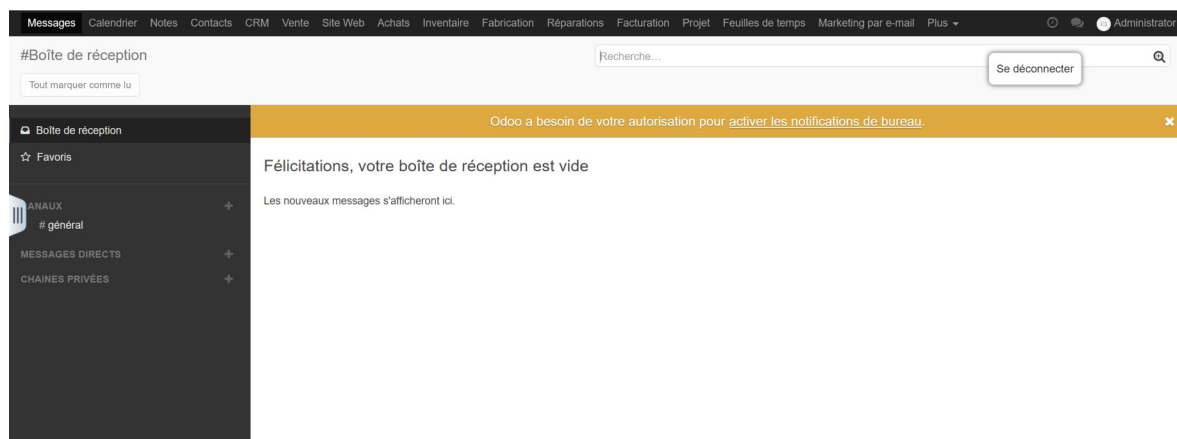 Messages Calendrier Notes Contacts CRM Vente Site Web Achats Inventaire Fabrication Réparations Facturation Projet Feuilles de temps Marketing par e-mail Plus Administrator
#Boîte de réception
Recherche...
Se déconnecter
Tout marquer comme lu
Odoo a besoin de votre autorisation pour activer les notifications de bureau.
Boîte de réception
Favoris
Félicitations, votre boîte de réception est vide
Les nouveaux messages s'afficheront ici.
ANAUX
# général
MESSAGES DIRECTS
CHAINES PRIVÉES